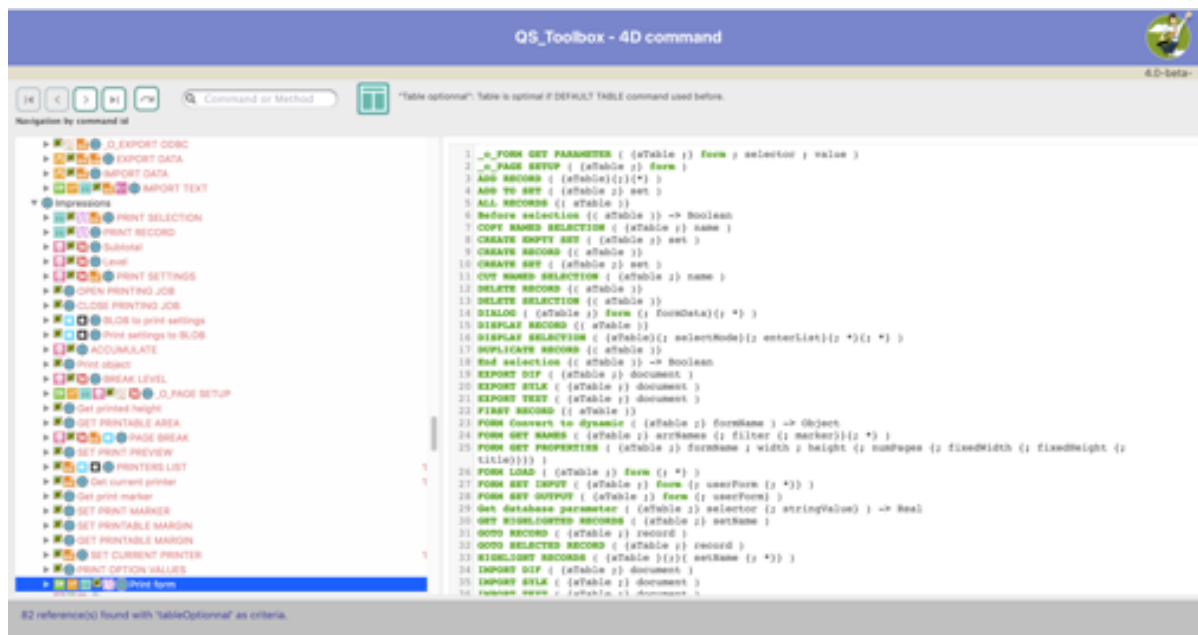 QS_Toolbox - 4D command
4.0-beta-
Command or Method
"Table optionnal": Table is optimal if DEFAULT TABLE command used before.
Navigation by command id
_O_EXPORT ODBC
EXPORT DATA
IMPORT DATA
IMPORT TEXT
Impressions
PRINT SELECTION
PRINT RECORD
Subtotal
Level
PRINT SETTINGS
OPEN PRINTING JOB
CLOSE PRINTING JOB
BLOB to print settings
Print settings to BLOB
ACCUMULATE
Print object
BREAK LEVEL
_O_PAGE SETUP
Get printed height
GET PRINTABLE AREA
PAGE BREAK
SET PRINT PREVIEW
PRINTERS LIST
Get current printer
Get print marker
SET PRINT MARKER
SET PRINTABLE MARGIN
GET PRINTABLE MARGIN
SET CURRENT PRINTER
PRINT OPTION VALUES
Print form
1 _o_FORM GET PARAMETER ( {aTable ;} form ; selector ; value )
2 _o_PAGE SETUP ( {aTable ;} form )
3 ADD RECORD ( {aTable}{;}{*} )
4 ADD TO SET ( {aTable ;} set )
5 ALL RECORDS {( aTable )}
6 Before selection {( aTable )} -> Boolean
7 COPY NAMED SELECTION ( {aTable ;} name )
8 CREATE EMPTY SET ( {aTable ;} set )
9 CREATE RECORD {( aTable )}
10 CREATE SET ( {aTable ;} set )
11 CUT NAMED SELECTION ( {aTable ;} name )
12 DELETE RECORD {( aTable )}
13 DELETE SELECTION {( aTable )}
14 DIALOG ( {aTable ;} form {; formData}{; *} )
15 DISPLAY RECORD {( aTable )}
16 DISPLAY SELECTION ( {aTable}{; selectMode}{; enterList}{; *}{; *} )
17 DUPLICATE RECORD {( aTable )}
18 End selection {( aTable )} -> Boolean
19 EXPORT DIF ( {aTable ;} document )
20 EXPORT SYLK ( {aTable ;} document )
21 EXPORT TEXT ( {aTable ;} document )
22 FIRST RECORD {( aTable )}
23 FORM Convert to dynamic ( {aTable ;} formName ) -> Object
24 FORM GET NAMES ( {aTable ;} arrNames {; filter {; marker}}{; *} )
25 FORM GET PROPERTIES ( {aTable ;} formName ; width ; height {; numPages {; fixedWidth {; fixedHeight {;
title}}}} )
26 FORM LOAD ( {aTable ;} form {; *} )
27 FORM SET INPUT ( {aTable ;} form {; userForm {; *}} )
28 FORM SET OUTPUT ( {aTable ;} form {; userForm} )
29 Get database parameter ( {aTable ;} selector {; stringValue} ) -> Real
30 GET HIGHLIGHTED RECORDS ( {aTable ;} setName )
31 GOTO RECORD ( {aTable ;} record )
32 GOTO SELECTED RECORD ( {aTable ;} record )
33 HIGHLIGHT RECORDS ( {aTable }{;}{ setName {; *}} )
34 IMPORT DIF ( {aTable ;} document )
35 IMPORT SYLK ( {aTable ;} document )
IMPORT TEXT ( {aTable ;} document )
82 reference(s) found with 'tableOptionnal' as criteria.